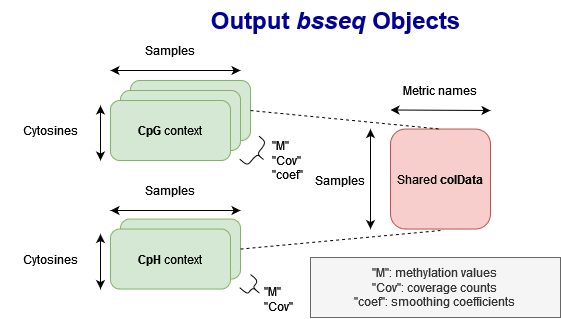 Output bsseq Objects
Samples
Cytosines
CpG context
"M"
"Cov"
"coef"
Metric names
Samples
Shared colData
Samples
Cytosines
CpH context
"M"
"Cov"
"M": methylation values
"Cov": coverage counts
"coef": smoothing coefficients